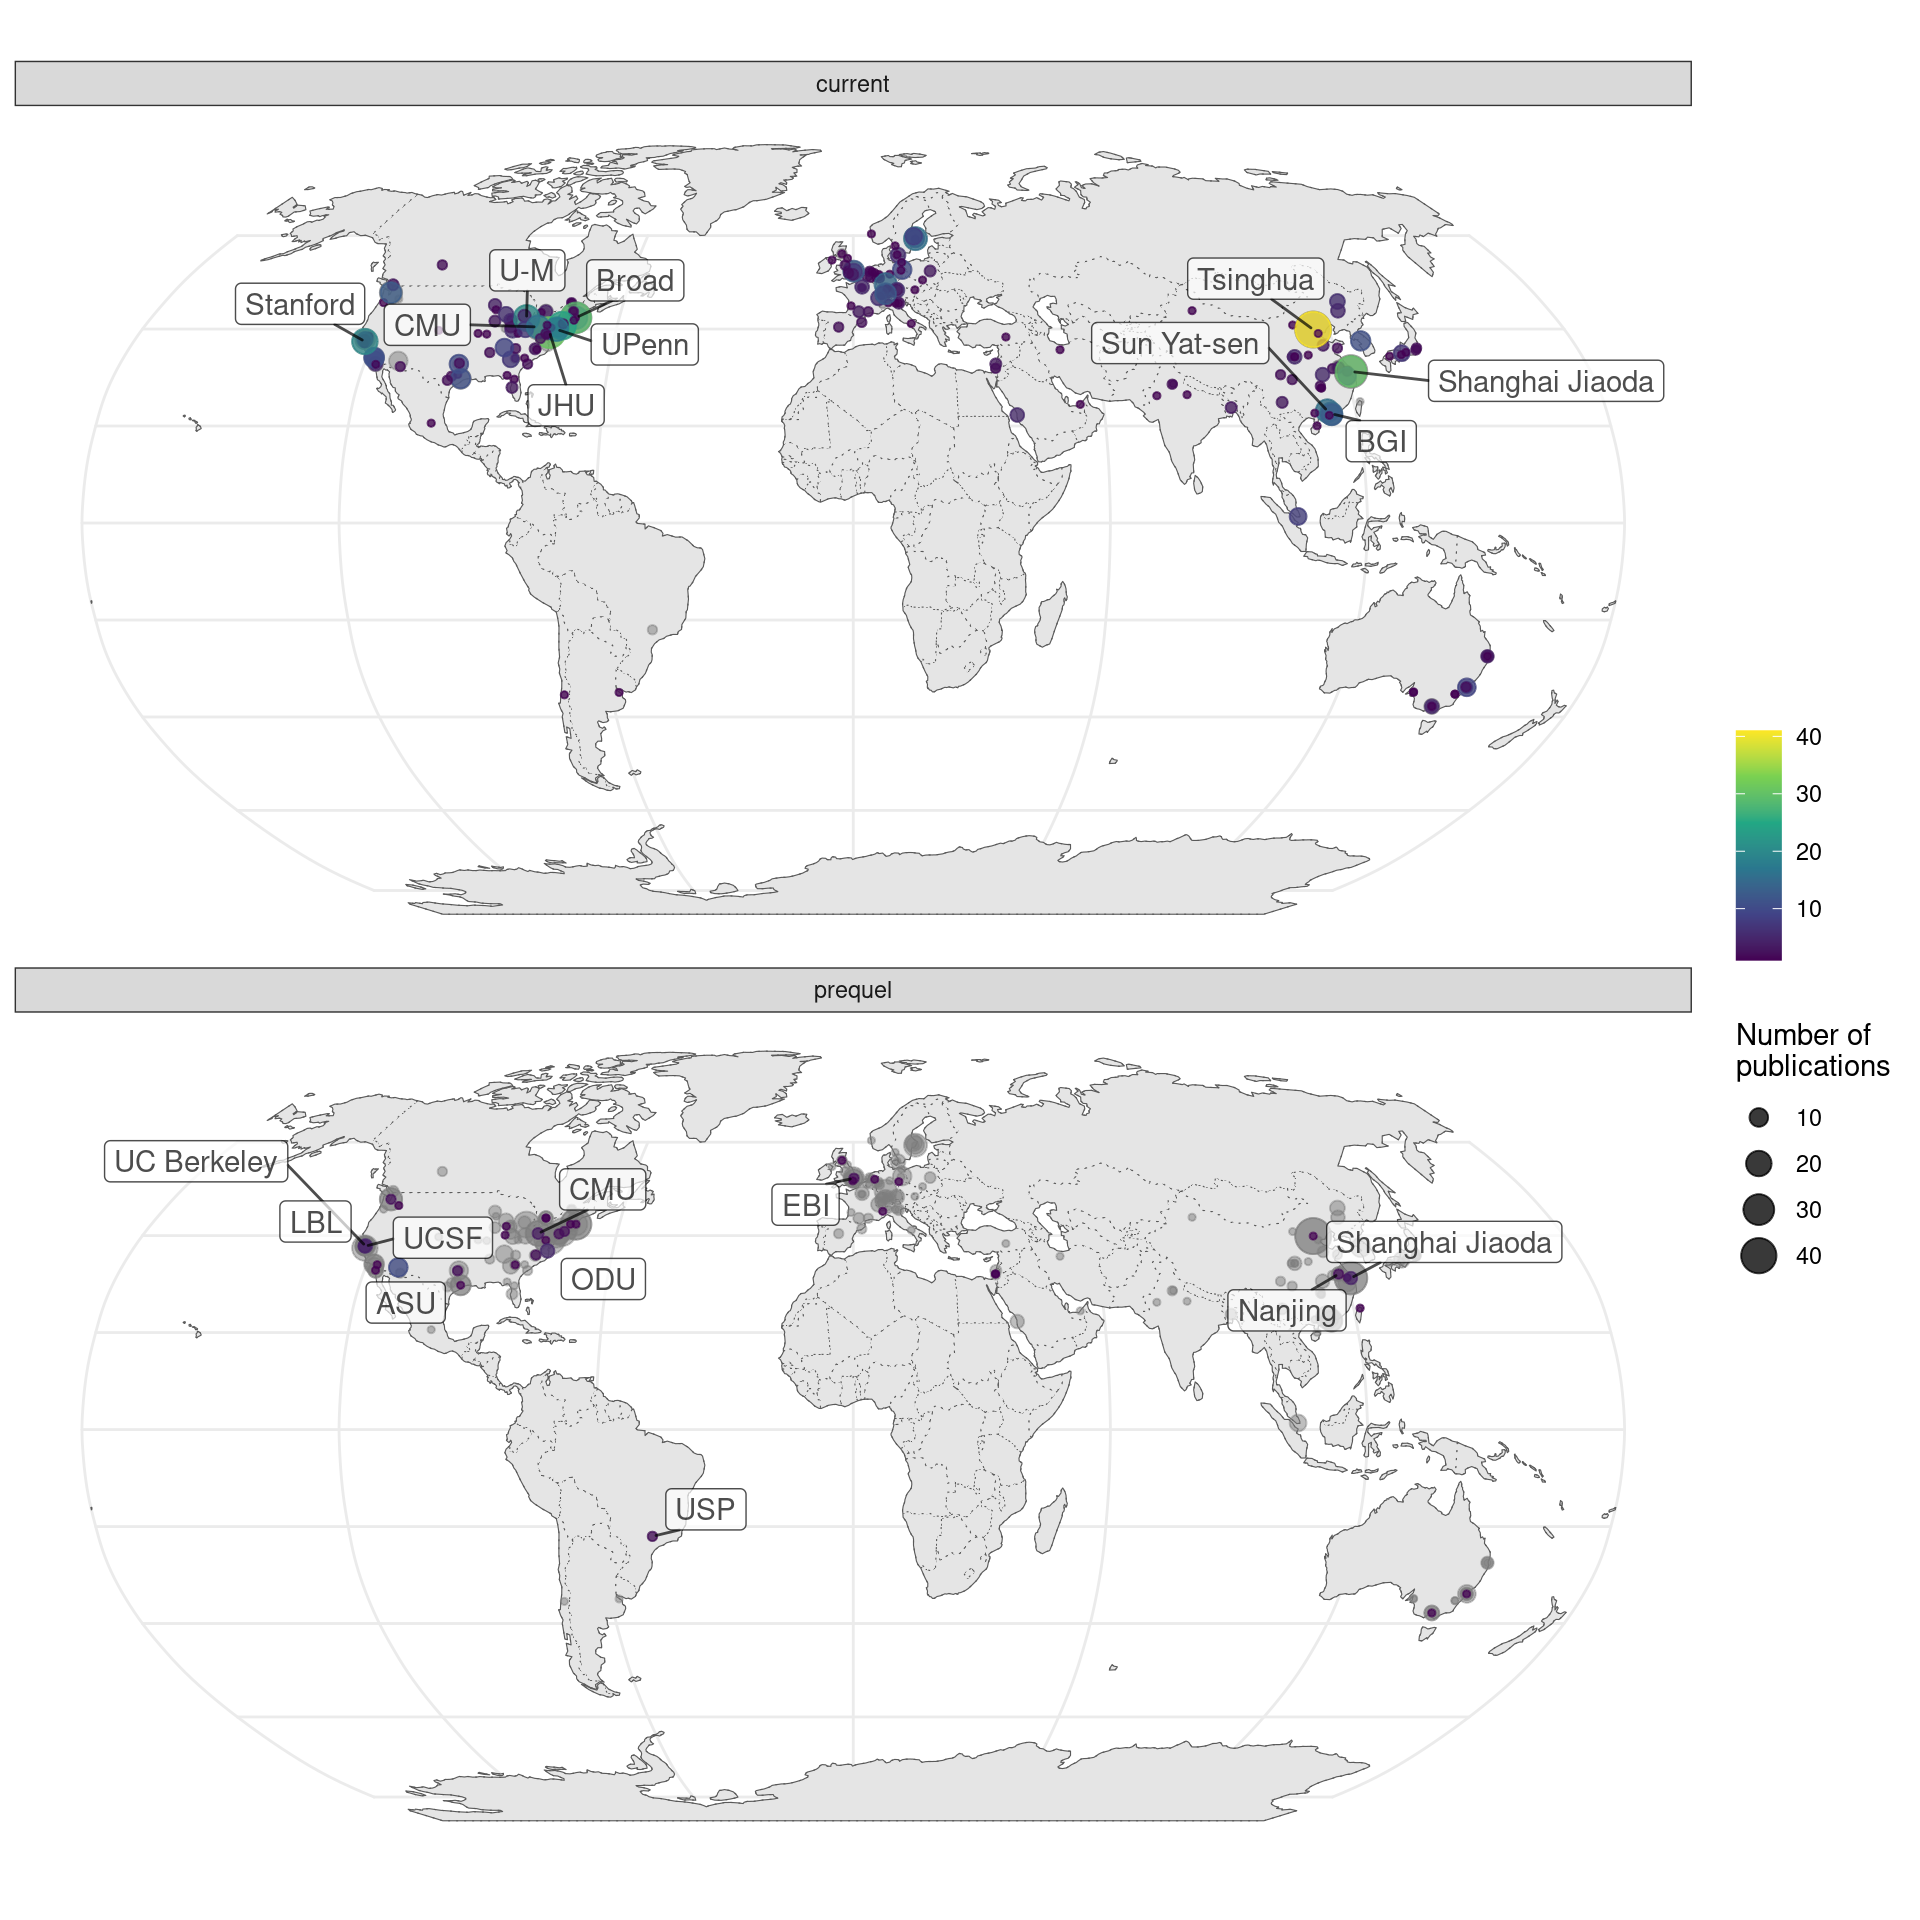 current
U-M
Broad
Stanford
CMU
UPenn
JHU
Tsinghua
Sun Yat-sen
Shanghai Jiaoda
BGI
40
30
20
10
prequel
Number of
publications
10
20
30
40
UC Berkeley
CMU
LBL
UCSF
EBI
Shanghai Jiaoda
ODU
ASU
Nanjing
USP